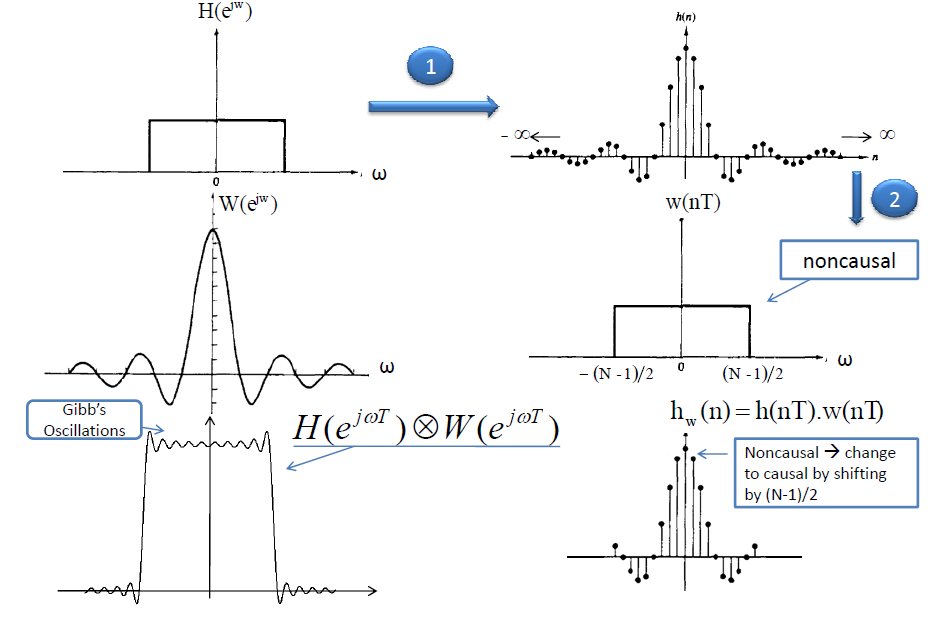 H(e^jw)
h(n)
1
- ∞
∞
n
0
ω
2
W(e^jw)
w(nT)
noncausal
ω
- (N -1)/2
0
(N -1)/2
ω
Gibb's
Oscillations
H(e^jωT)⊗W(e^jωT)
h_w(n)=h(nT).w(nT)
Noncausal → change
to causal by shifting
by (N-1)/2